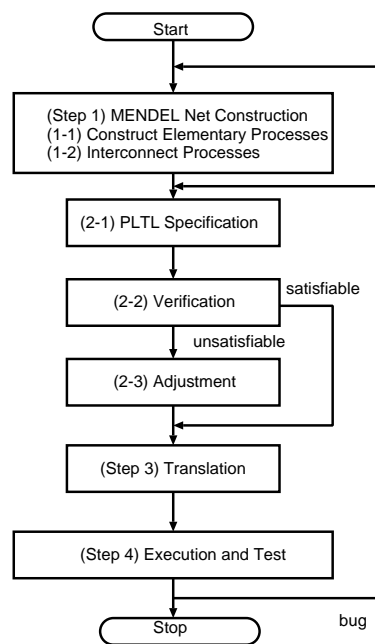 Start
(Step 1) MENDEL Net Construction
(1-1) Construct Elementary Processes
(1-2) Interconnect Processes
(2-1) PLTL Specification
satisfiable
(2-2) Verification
unsatisfiable
(2-3) Adjustment
(Step 3) Translation
(Step 4) Execution and Test
bug
Stop